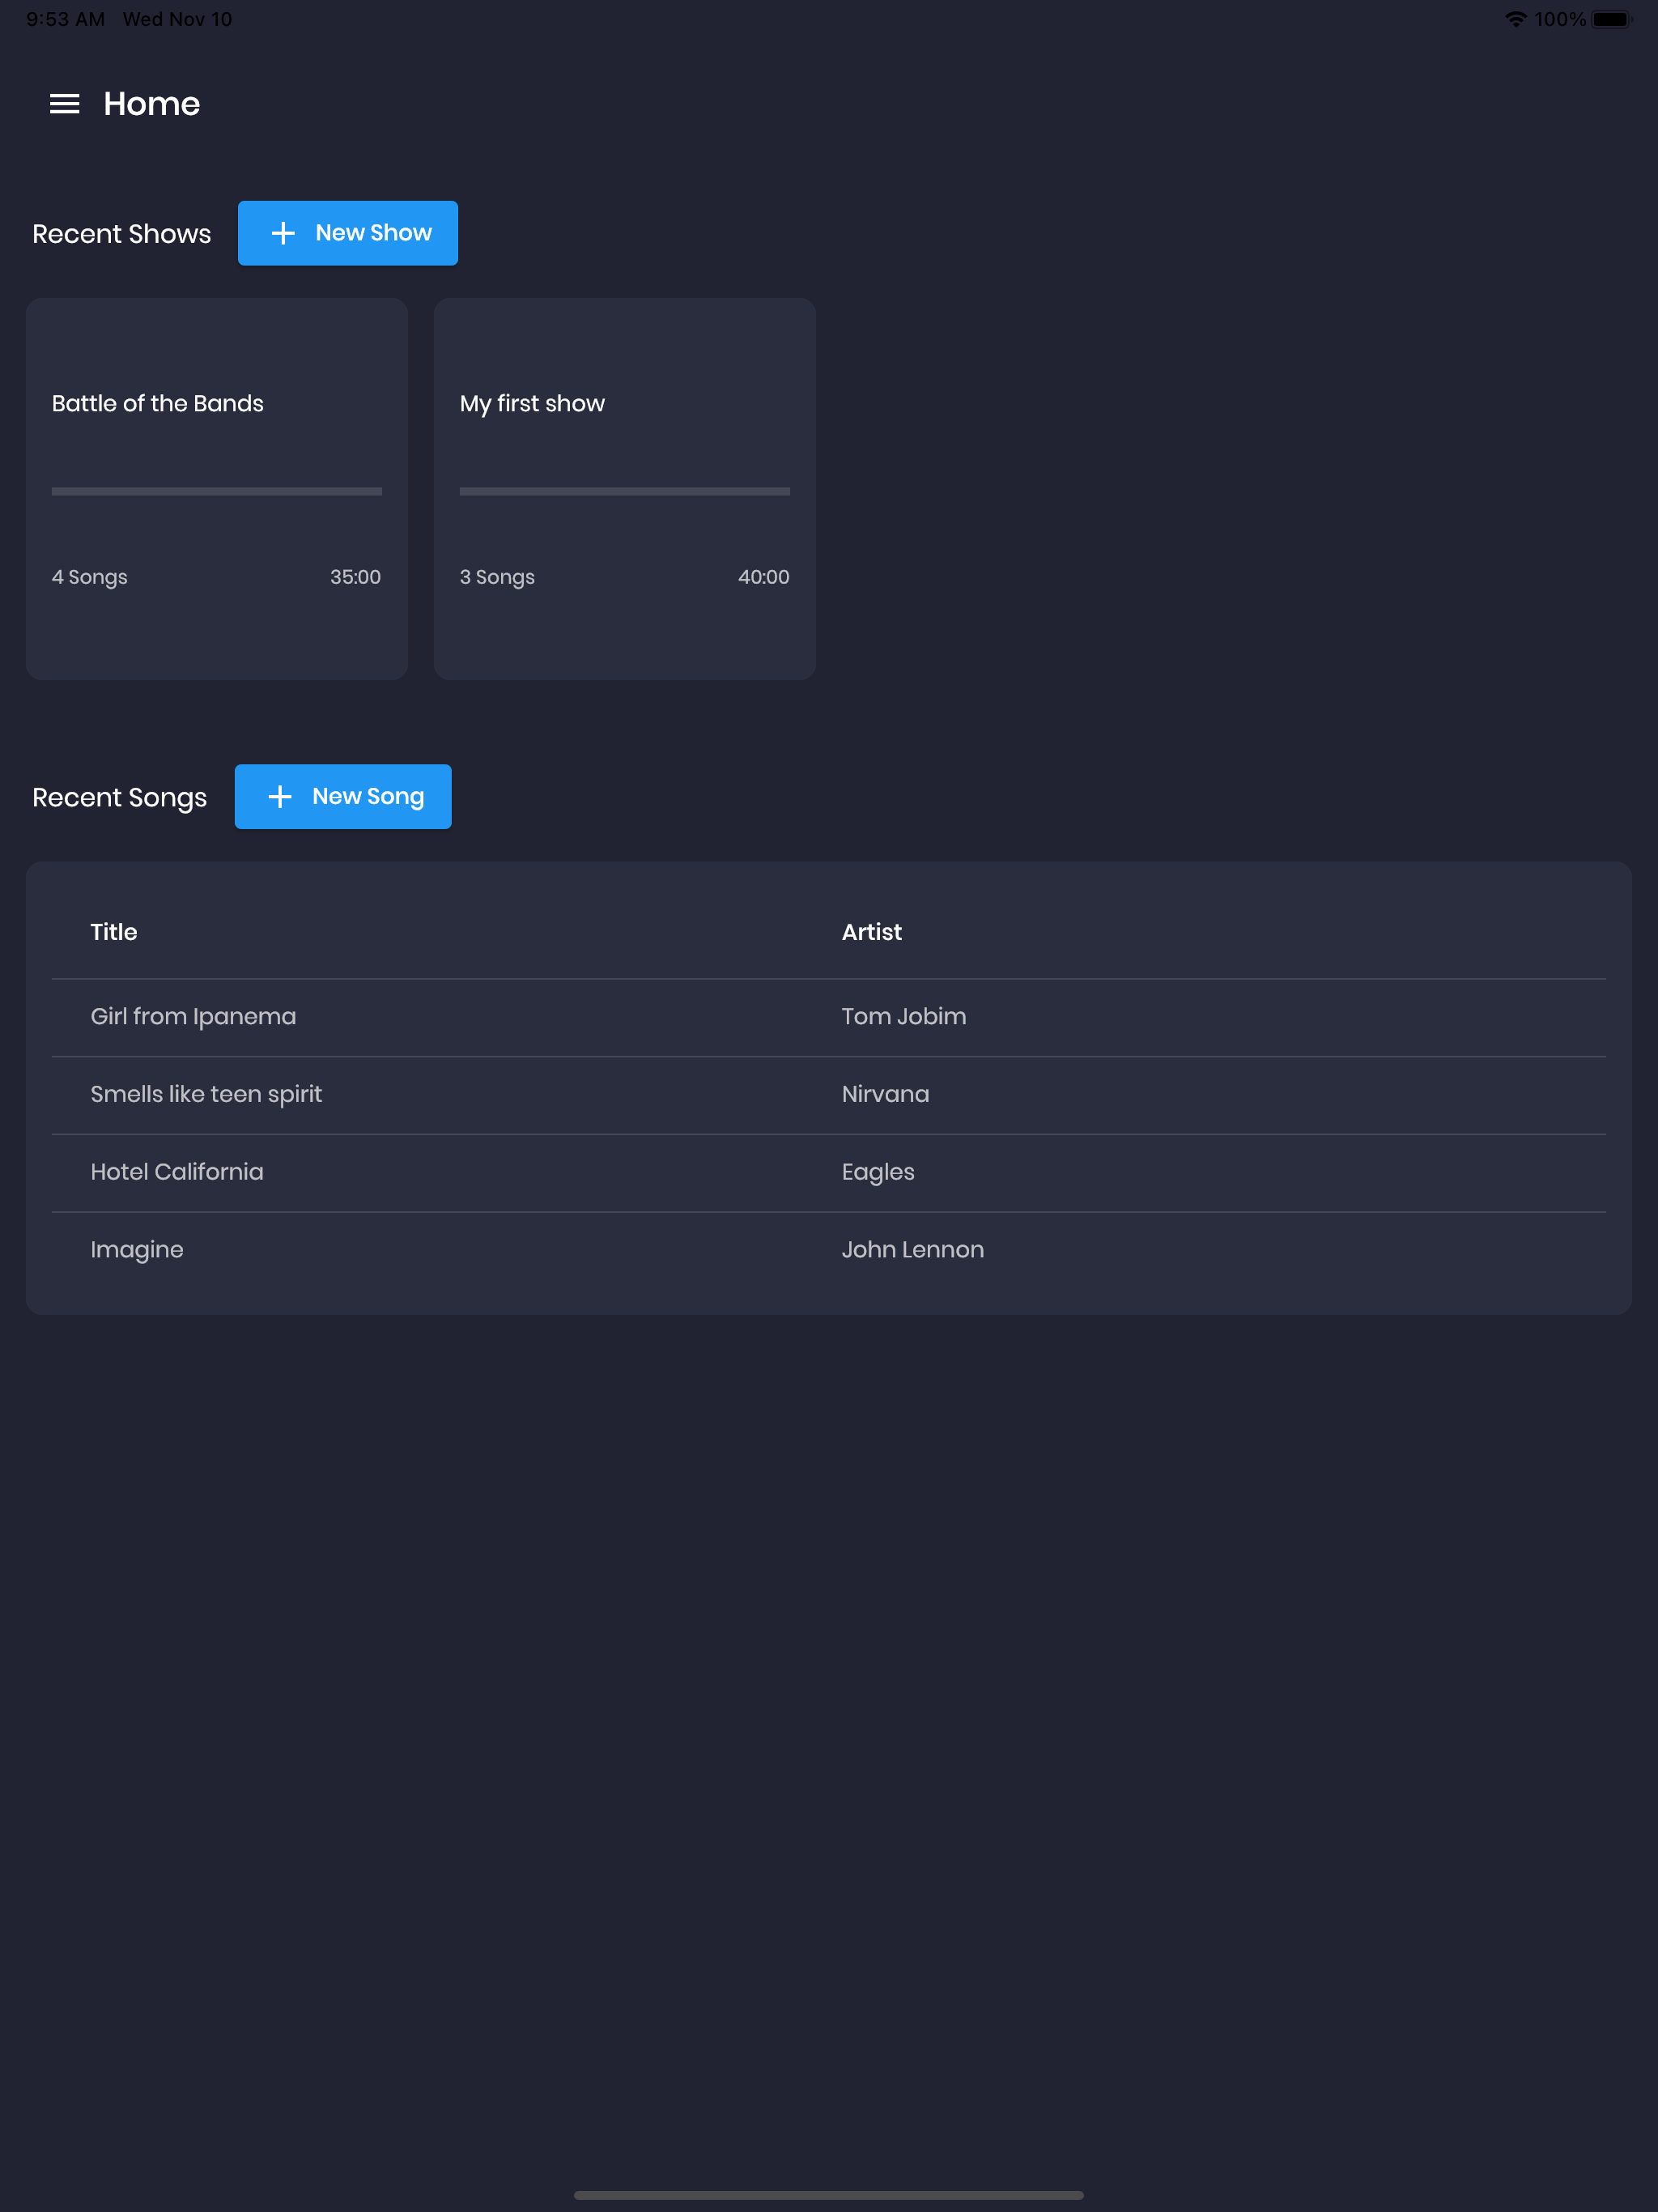 9:53 AM Wed Nov 10 100%
Home
Recent Shows New Show
Battle of the Bands My first show
4 Songs 35:00 3 Songs 40:00
Recent Songs New Song
Title Artist
Girl from Ipanema Tom Jobim
Smells like teen spirit Nirvana
Hotel California Eagles
Imagine John Lennon